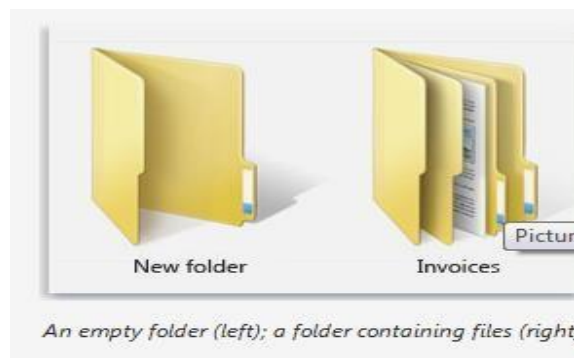 New folder
Invoices
Pictur
An empty folder (left); a folder containing files (right